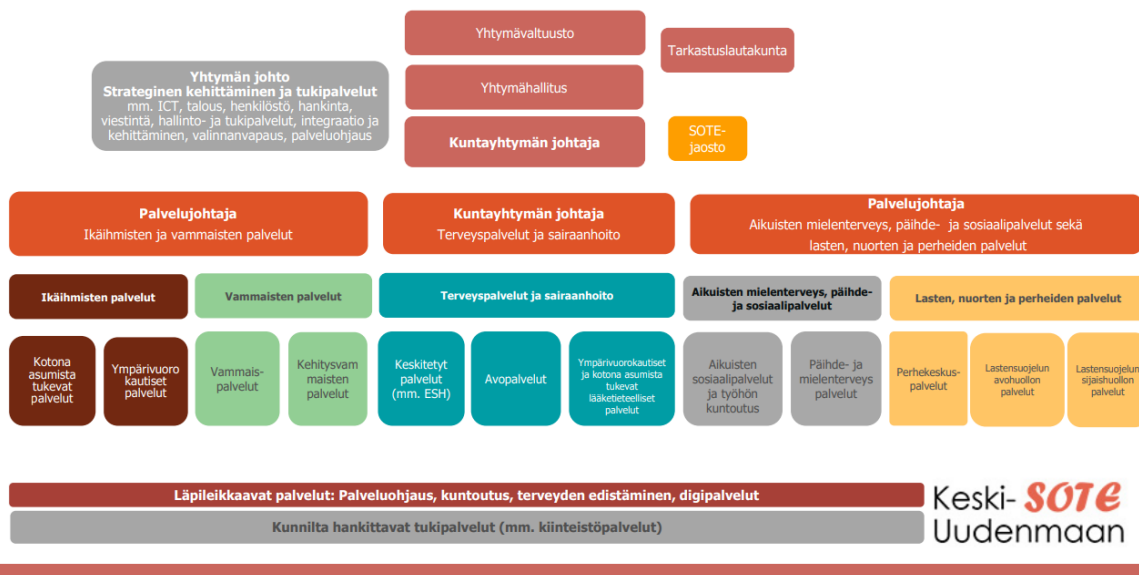 Yhtymävaltuusto
Tarkastuslautakunta
Yhtymän johto
Strateginen kehittäminen ja tukipalvelut
mm. ICT, talous, henkilöstö, hankinta,
viestintä, hallinto- ja tukipalvelut, integraatio ja
kehittäminen, valinnanvapaus, palveluohjaus
Yhtymähallitus
Kuntayhtymän johtaja
SOTE-
jaosto
Palvelujohtaja
Ikäihmisten ja vammaisten palvelut
Kuntayhtymän johtaja
Terveyspalvelut ja sairaanhoito
Palvelujohtaja
Aikuisten mielenterveys, päihde- ja sosiaalipalvelut sekä
lasten, nuorten ja perheiden palvelut
Ikäihmisten palvelut
Vammaisten palvelut
Terveyspalvelut ja sairaanhoito
Aikuisten mielenterveys, päihde-
ja sosiaalipalvelut
Lasten, nuorten ja perheiden palvelut
Kotona
asumista
tukevat
palvelut
Ympärivuoro
kautiset
palvelut
Vammais-
palvelut
Kehitysvam
maisten
palvelut
Keskitetyt
palvelut
(mm. ESH)
Avopalvelut
Ympärivuorokautiset
ja kotona asumista
tukevat
lääketieteelliset
palvelut
Aikuisten
sosiaalipalvelut
ja työhön
kuntoutus
Päihde- ja
mielenterveys
palvelut
Perhekeskus-
palvelut
Lastensuojelun
avohuollon
palvelut
Lastensuojelun
sijaishuollon
palvelut
Läpileikkaavat palvelut: Palveluohjaus, kuntoutus, terveyden edistäminen, digipalvelut
Kunnilta hankittavat tukipalvelut (mm. kiinteistöpalvelut)
Keski- SOTE
Uudenmaan